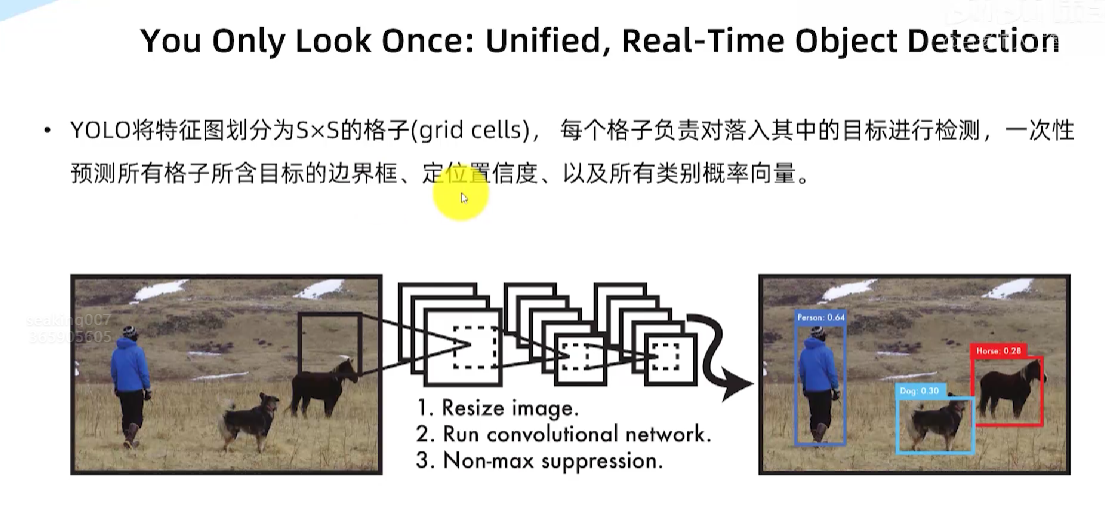 You Only Look Once: Unified, Real-Time Object Detection
• YOLO将特征图划分为S×S的格子(grid cells)， 每个格子负责对落入其中的目标进行检测，一次性
预测所有格子所含目标的边界框、定位置信度、以及所有类别概率向量。
1. Resize image.
2. Run convolutional network.
3. Non-max suppression.
Person: 0.64
Horse: 0.28
Dog: 0.30